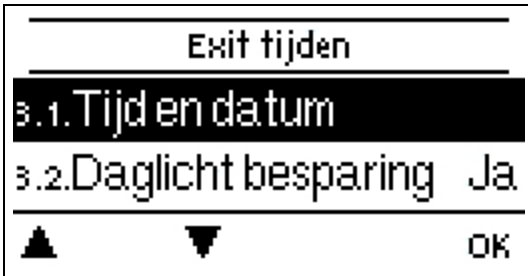 Exit tijden
3.1.Tijd en datum
3.2.Daglicht besparing Ja
OK